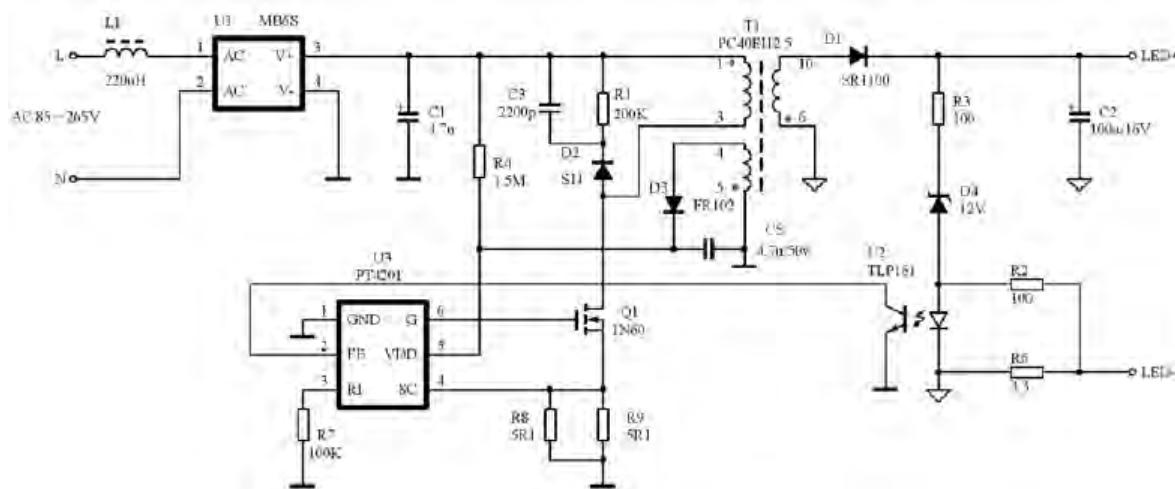 L1
220uH
L
N
AC 85~265V
U1 MB6S
1 AC V+ 3
2 AC V- 4
C1
4.7u
C3
2200p
R1
200K
R4
1.5M
D2
S1J
D3
FR102
C5
4.7u/50v
T1
1
3
4
5
10
6
D1
SR1100
R3
100
C2
100u/16V
D4
12V
U2
TLP181
R2
100
R6
3.3
LED+
LED-
U3
PT4201
1 GND G 6
2 FB VDD 5
3 RI SC 4
Q1
1N60
R7
100K
R8
5R1
R9
5R1